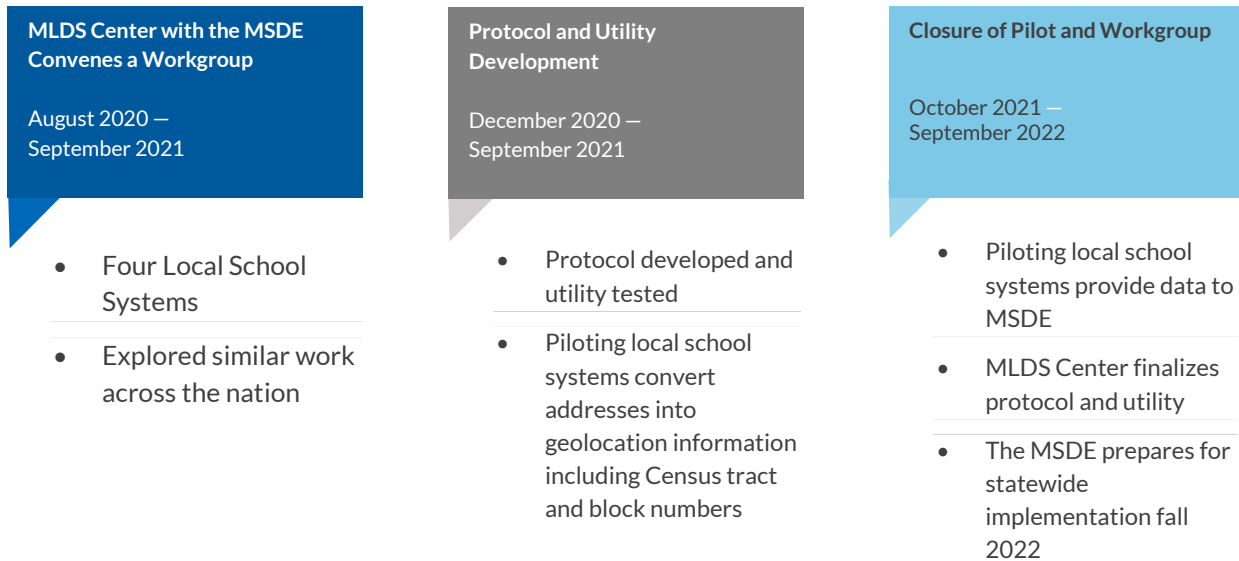 MLDS Center with the MSDE
Convenes a Workgroup
August 2020 —
September 2021
• Four Local School
Systems
• Explored similar work
across the nation
Protocol and Utility
Development
December 2020 —
September 2021
• Protocol developed and
utility tested
• Piloting local school
systems convert
addresses into
geolocation information
including Census tract
and block numbers
Closure of Pilot and Workgroup
October 2021 —
September 2022
• Piloting local school
systems provide data to
MSDE
• MLDS Center finalizes
protocol and utility
• The MSDE prepares for
statewide
implementation fall
2022